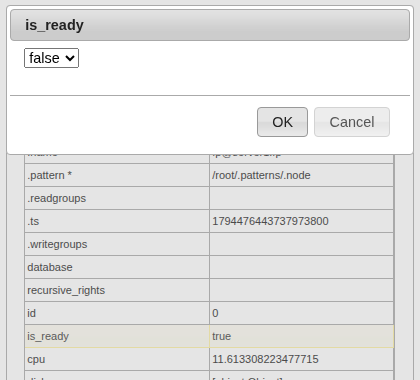 is_ready
false
OK Cancel
.pattern * /root/.patterns/.node
.readgroups
.ts 1794476443737973800
.writegroups
database
recursive_rights
id 0
is_ready true
cpu 11.613308223477715